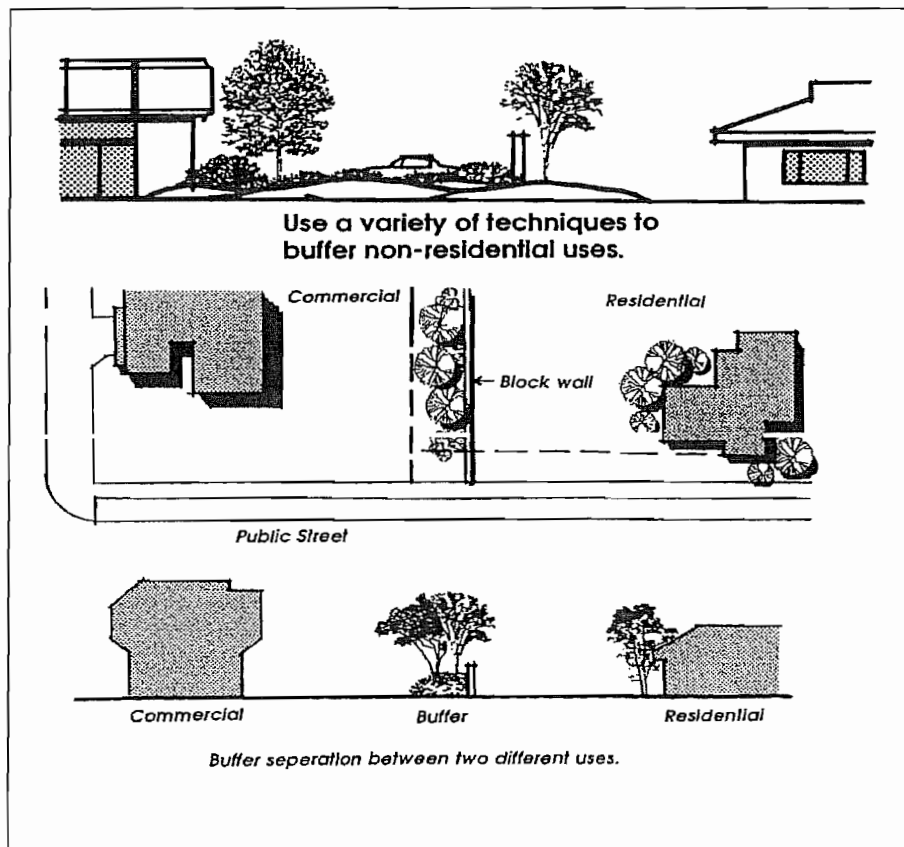 Use a variety of techniques to
buffer non-residential uses.
Commercial
Residential
Block wall
Public Street
Commercial
Buffer
Residential
Buffer seperation between two different uses.